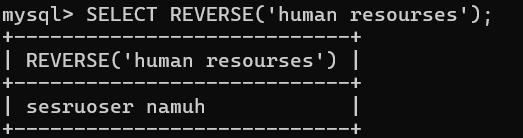 mysql> SELECT REVERSE('human resourses');
+----------------------------+
| REVERSE('human resourses') |
+----------------------------+
| sesruoser namuh            |
+----------------------------+